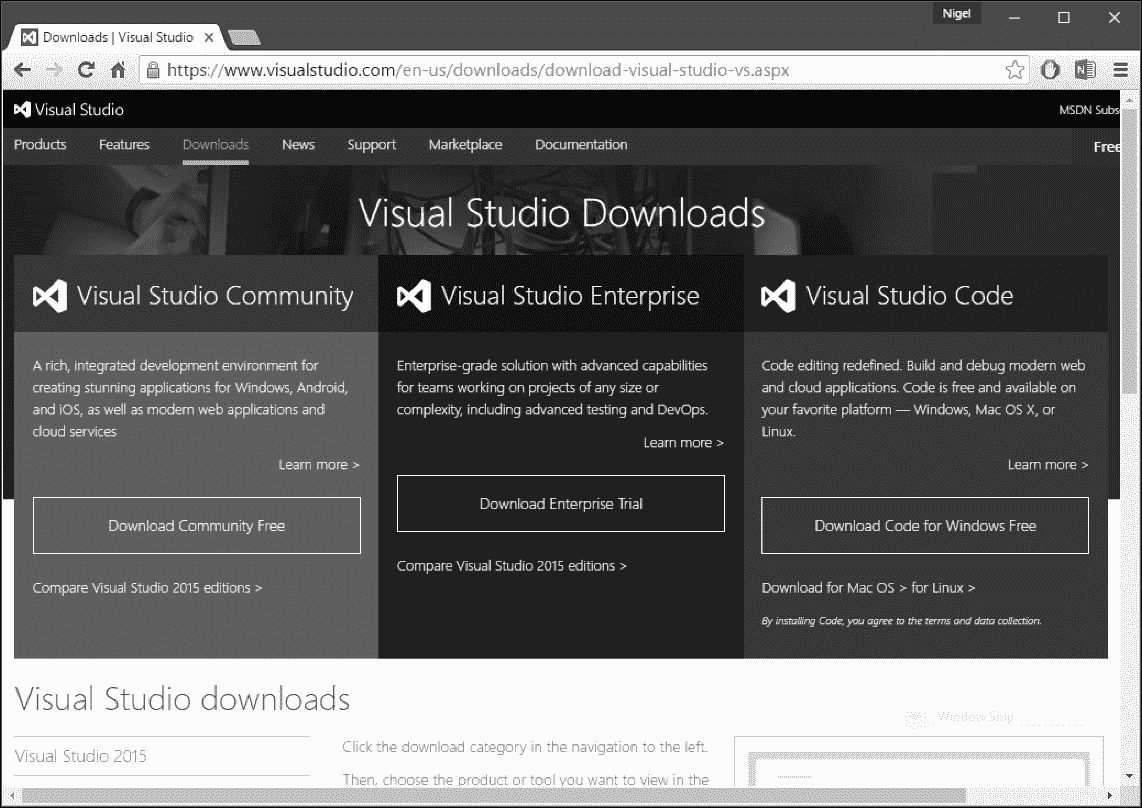 Nigel
Downloads | Visual Studio
https://www.visualstudio.com/en-us/downloads/download-visual-studio-vs.aspx
Visual Studio
MSDN Subs
Products Features Downloads News Support Marketplace Documentation
Free
Visual Studio Downloads
Visual Studio Community
A rich, integrated development environment for
creating stunning applications for Windows, Android,
and iOS, as well as modern web applications and
cloud services
Learn more >
Download Community Free
Compare Visual Studio 2015 editions >
Visual Studio Enterprise
Enterprise-grade solution with advanced capabilities
for teams working on projects of any size or
complexity, including advanced testing and DevOps.
Learn more >
Download Enterprise Trial
Compare Visual Studio 2015 editions >
Visual Studio Code
Code editing redefined. Build and debug modern web
and cloud applications. Code is free and available on
your favorite platform — Windows, Mac OS X, or
Linux.
Learn more >
Download Code for Windows Free
Download for Mac OS > for Linux >
By installing Code, you agree to the terms and data collection.
Visual Studio downloads
Window Snip
Visual Studio 2015
Click the download category in the navigation to the left.
Then, choose the product or tool you want to view in the